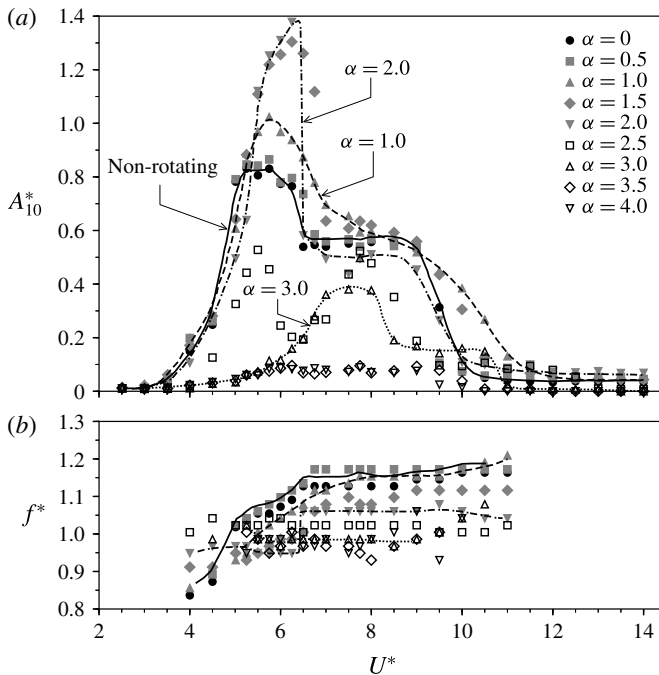 (a)
1.4
1.2
1.0
0.8
0.6
0.4
0.2
0
A*10
Non-rotating
α = 2.0
α = 1.0
α = 3.0
α = 0
α = 0.5
α = 1.0
α = 1.5
α = 2.0
α = 2.5
α = 3.0
α = 3.5
α = 4.0
(b)
1.3
1.2
1.1
1.0
0.9
0.8
f*
2 4 6 8 10 12 14
U*